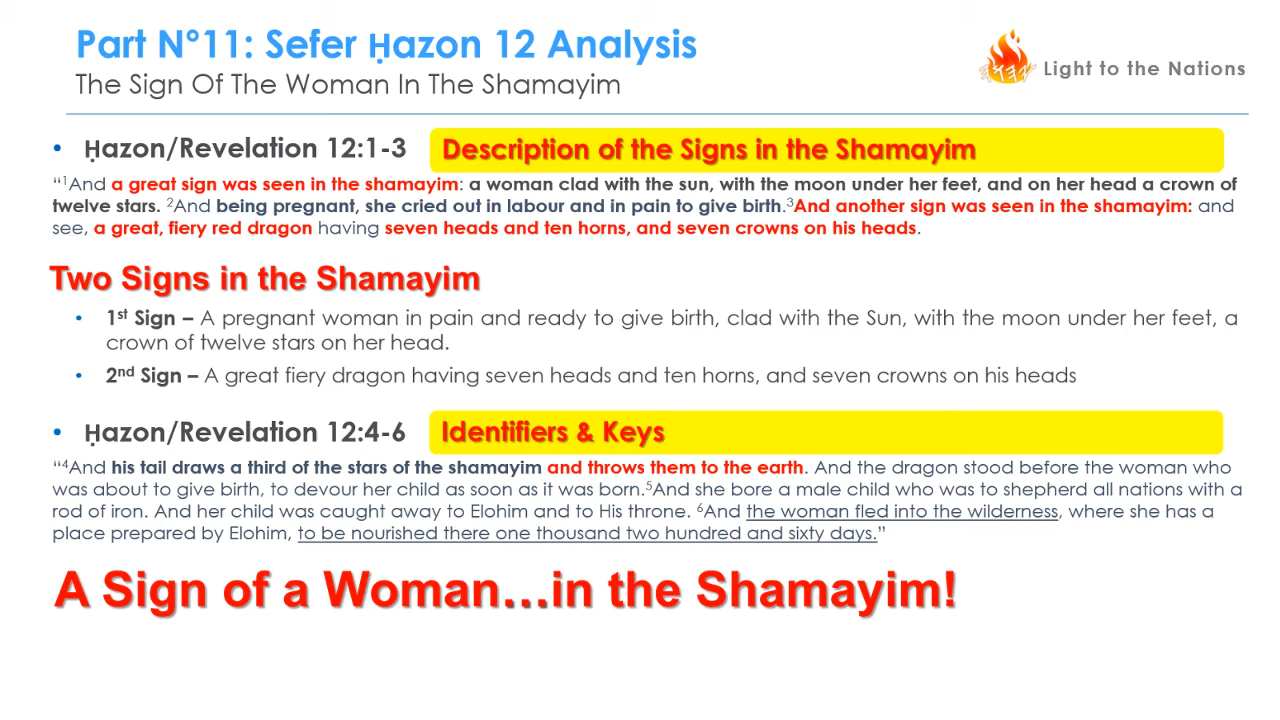 Part N°11: Sefer Ḥazon 12 Analysis
The Sign Of The Woman In The Shamayim
Light to the Nations
• Ḥazon/Revelation 12:1-3
Description of the Signs in the Shamayim
“¹And a great sign was seen in the shamayim: a woman clad with the sun, with the moon under her feet, and on her head a crown of
twelve stars. ²And being pregnant, she cried out in labour and in pain to give birth.³And another sign was seen in the shamayim: and
see, a great, fiery red dragon having seven heads and ten horns, and seven crowns on his heads.
Two Signs in the Shamayim
• 1st Sign – A pregnant woman in pain and ready to give birth, clad with the Sun, with the moon under her feet, a
crown of twelve stars on her head.
• 2nd Sign – A great fiery dragon having seven heads and ten horns, and seven crowns on his heads
• Ḥazon/Revelation 12:4-6
Identifiers & Keys
“⁴And his tail draws a third of the stars of the shamayim and throws them to the earth. And the dragon stood before the woman who
was about to give birth, to devour her child as soon as it was born.⁵And she bore a male child who was to shepherd all nations with a
rod of iron. And her child was caught away to Elohim and to His throne. ⁶And the woman fled into the wilderness, where she has a
place prepared by Elohim, to be nourished there one thousand two hundred and sixty days.”
A Sign of a Woman…in the Shamayim!